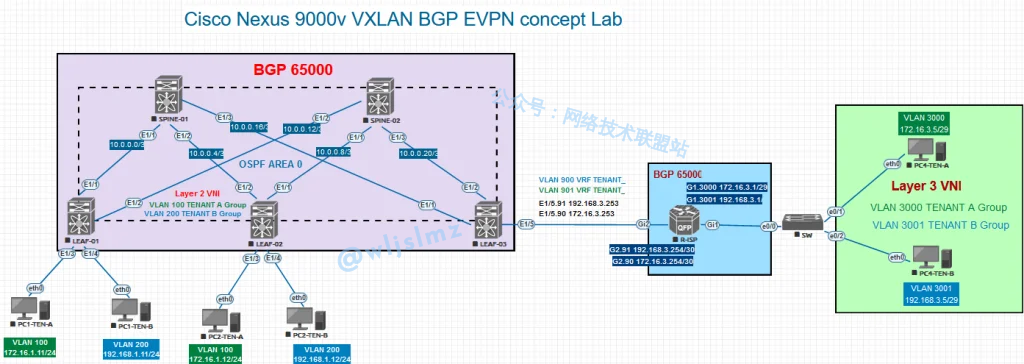 Cisco Nexus 9000v VXLAN BGP EVPN concept Lab
BGP 65000
SPINE-01
SPINE-02
E1/3
E1/3
10.0.0.16/3
10.0.0.12/3
E1/1
E1/2
E1/2
E1/1
E1/3
10.0.0.0/3
10.0.0.4/3
10.0.0.8/3
10.0.0.20/3
OSPF AREA 0
Layer 2 VNI
VLAN 100 TENANT A Group
VLAN 200 TENANT B Group
E1/1
E1/2
E1/2
E1/1
E1/1
E1/2
LEAF-01
LEAF-02
LEAF-03
E1/3
E1/4
E1/3
E1/4
E1/5
eth0
eth0
eth0
eth0
PC1-TEN-A
PC1-TEN-B
PC2-TEN-A
PC2-TEN-B
VLAN 100
172.16.1.11/24
VLAN 200
192.168.1.11/24
VLAN 100
172.16.1.12/24
VLAN 200
192.168.1.12/24
VLAN 900 VRF TENANT_
VLAN 901 VRF TENANT_
E1/5.91 192.168.3.253
E1/5.90 172.16.3.253
BGP 65000
G1.3000 172.16.3.1/29
G1.3001 192.168.3.1/
Gi2
QFP
Gi1
R-ISP
G2.91 192.168.3.254/30
G2.90 172.16.3.254/30
e0/0
SW
e0/1
e0/2
VLAN 3000
172.16.3.5/29
eth0
PC4-TEN-A
Layer 3 VNI
VLAN 3000 TENANT A Group
VLAN 3001 TENANT B Group
eth0
PC4-TEN-B
VLAN 3001
192.168.3.5/29
公众号：网络技术联盟站
@wljslmz